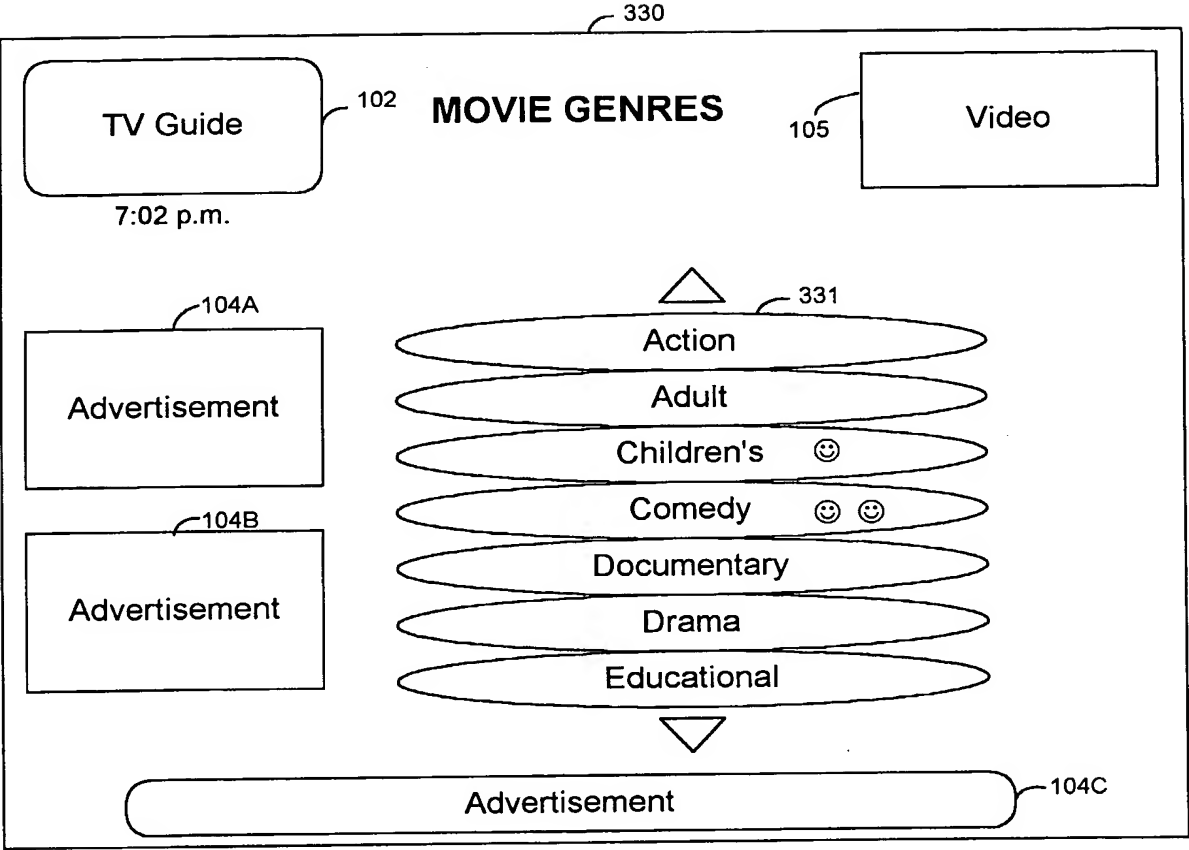 330
TV Guide
102
MOVIE GENRES
105
Video
7:02 p.m.
104A
Advertisement
104B
Advertisement
331
Action
Adult
Children's
Comedy
Documentary
Drama
Educational
Advertisement
104C